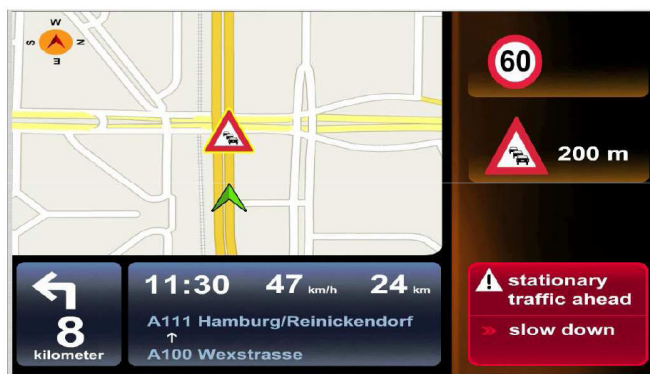 W
S
N
E
60
200 m
11:30 47 km/h 24 km
A111 Hamburg/Reinickendorf
↑
A100 Wexstrasse
8
kilometer
stationary
traffic ahead
» slow down